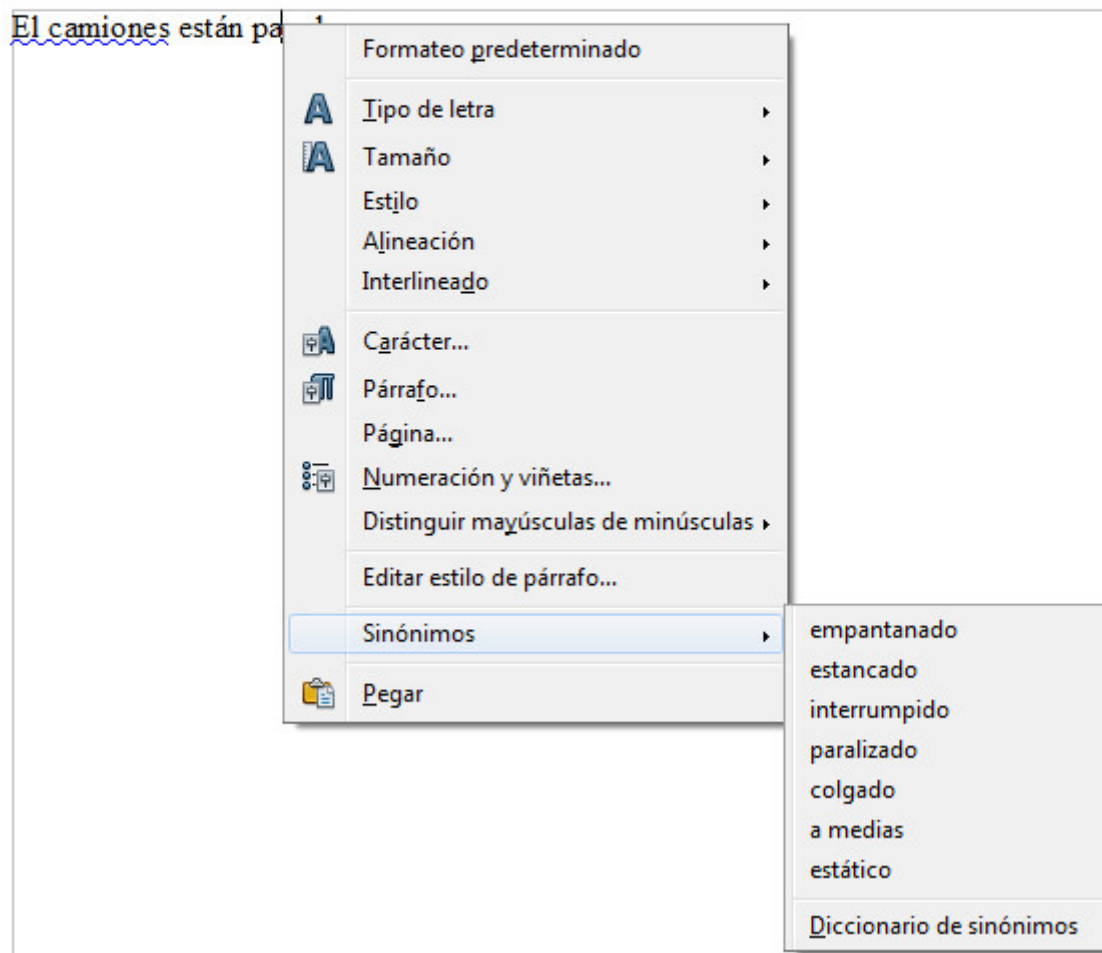 El camiones están
Formateo predeterminado
Tipo de letra
Tamaño
Estilo
Alineación
Interlineado
Carácter...
Párrafo...
Página...
Numeración y viñetas...
Distinguir mayúsculas de minúsculas
Editar estilo de párrafo...
Sinónimos
Pegar
empantanado
estancado
interrumpido
paralizado
colgado
a medias
estático
Diccionario de sinónimos